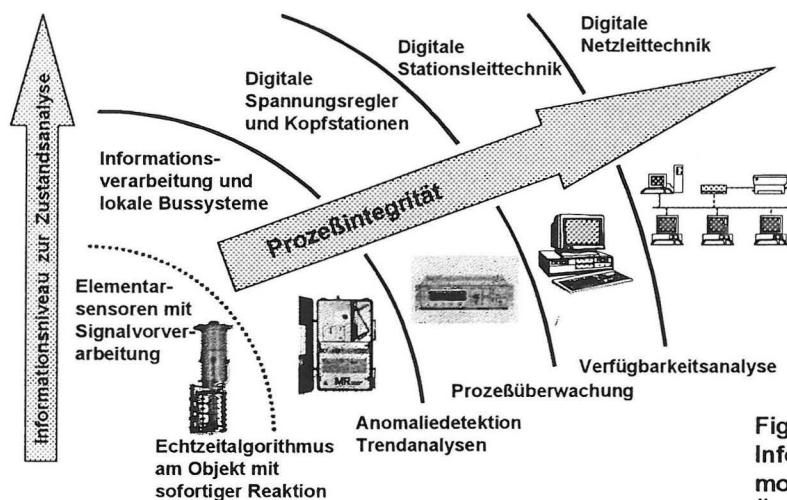 Informationsniveau zur Zustandsanalyse
Digitale
Netzleittechnik
Digitale
Stationsleittechnik
Digitale
Spannungsregler
und Kopfstationen
Informations-
verarbeitung und
lokale Bussysteme
Prozeßintegrität
Elementar-
sensoren mit
Signalvorver-
arbeitung
MR
Verfügbarkeitsanalyse
Prozeßüberwachung
Anomaliedetektion
Trendanalysen
Echtzeitalgorithmus
am Objekt mit
sofortiger Reaktion
Fig
Info
mo